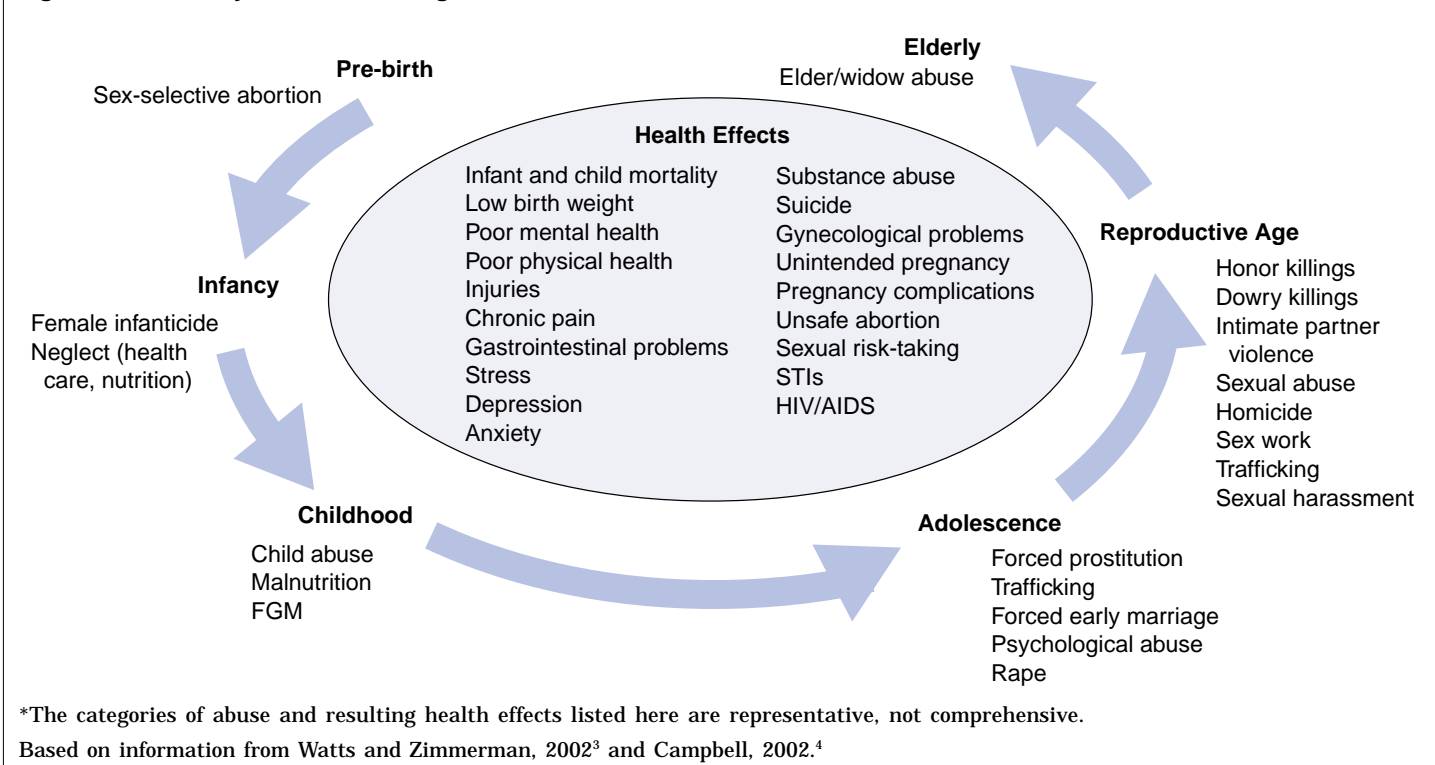 Pre-birth
Sex-selective abortion
Infancy
Female infanticide
Neglect (health
care, nutrition)
Childhood
Child abuse
Malnutrition
FGM
Adolescence
Forced prostitution
Trafficking
Forced early marriage
Psychological abuse
Rape
Reproductive Age
Honor killings
Dowry killings
Intimate partner
violence
Sexual abuse
Homicide
Sex work
Trafficking
Sexual harassment
Elderly
Elder/widow abuse
Health Effects
Infant and child mortality
Low birth weight
Poor mental health
Poor physical health
Injuries
Chronic pain
Gastrointestinal problems
Stress
Depression
Anxiety
Substance abuse
Suicide
Gynecological problems
Unintended pregnancy
Pregnancy complications
Unsafe abortion
Sexual risk-taking
STIs
HIV/AIDS
*The categories of abuse and resulting health effects listed here are representative, not comprehensive.
Based on information from Watts and Zimmerman, 2002³ and Campbell, 2002.⁴